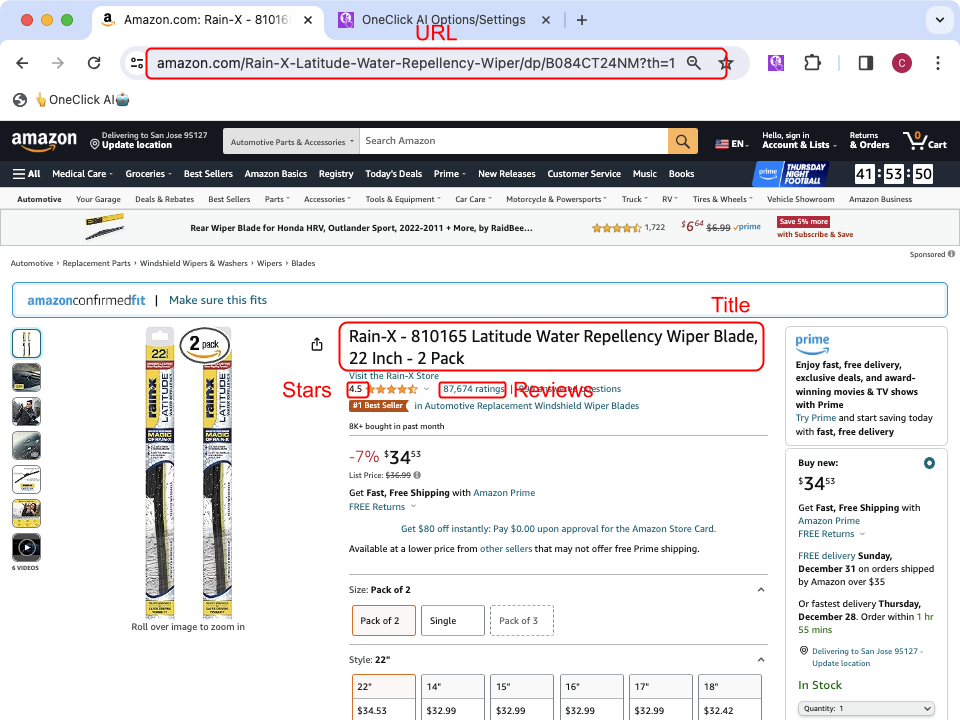 Amazon.com: Rain-X - 81016
OneClick AI Options/Settings
URL
amazon.com/Rain-X-Latitude-Water-Repellency-Wiper/dp/B084CT24NM?th=1
C
👆OneClick AI🤖
amazon
Delivering to San Jose 95127
Update location
Automotive Parts & Accessories
Search Amazon
EN
Hello, sign in
Account & Lists
Returns
& Orders
0
Cart
All
Medical Care
Groceries
Best Sellers
Amazon Basics
Registry
Today's Deals
Prime
New Releases
Customer Service
Music
Books
prime
THURSDAY
NIGHT
FOOTBALL
41 : 53 : 50
Automotive
Your Garage
Deals & Rebates
Best Sellers
Parts
Accessories
Tools & Equipment
Car Care
Motorcycle & Powersports
Truck
RV
Tires & Wheels
Vehicle Showroom
Amazon Business
Rear Wiper Blade for Honda HRV, Outlander Sport, 2022-2011 + More, by RaidBee...
1,722
$6.64
$6.99
prime
Save 5% more
with Subscribe & Save
Sponsored
Automotive › Replacement Parts › Windshield Wipers & Washers › Wipers › Blades
amazonconfirmedfit | Make sure this fits
Title
Rain-X - 810165 Latitude Water Repellency Wiper Blade,
22 Inch - 2 Pack
Visit the Rain-X Store
Stars
4.5
87,674 ratings
Reviews
answered questions
#1 Best Seller
in Automotive Replacement Windshield Wiper Blades
8K+ bought in past month
2 pack
22
22
RAIN-X
LATITUDE
RAIN-X
LATITUDE
6 VIDEOS
Roll over image to zoom in
-7% $34.53
List Price: $36.99
Get Fast, Free Shipping with Amazon Prime
FREE Returns
Get $80 off instantly: Pay $0.00 upon approval for the Amazon Store Card.
Available at a lower price from other sellers that may not offer free Prime shipping.
Size: Pack of 2
Pack of 2
Single
Pack of 3
Style: 22"
22"
14"
15"
16"
17"
18"
$34.53
$32.99
$32.99
$32.99
$32.99
$32.42
prime
Enjoy fast, free delivery,
exclusive deals, and award-
winning movies & TV shows
with Prime
Try Prime and start saving today
with fast, free delivery
Buy new:
$34.53
Get Fast, Free Shipping with
Amazon Prime
FREE Returns
FREE delivery Sunday,
December 31 on orders shipped
by Amazon over $35
Or fastest delivery Thursday,
December 28. Order within 1 hr
55 mins
Delivering to San Jose 95127 -
Update location
In Stock
Quantity: 1